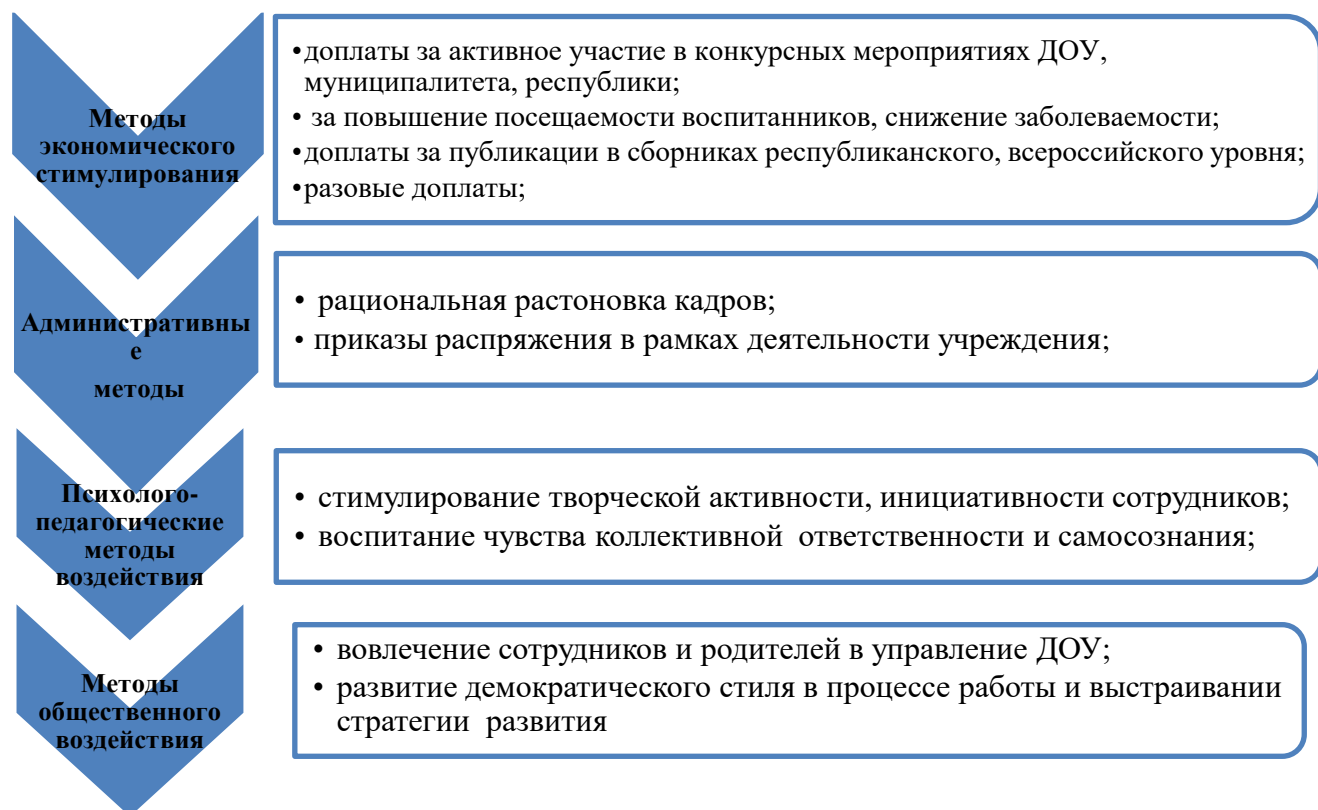 Методы
экономического
стимулирования
•доплаты за активное участие в конкурсных мероприятиях ДОУ,
муниципалитета, республики;
• за повышение посещаемости воспитанников, снижение заболеваемости;
•доплаты за публикации в сборниках республиканского, всероссийского уровня;
•разовые доплаты;
Административны
е
методы
• рациональная растоновка кадров;
• приказы распряжения в рамках деятельности учреждения;
Психолого-
педагогические
методы
воздействия
• стимулирование творческой активности, инициативности сотрудников;
• воспитание чувства коллективной ответственности и самосознания;
Методы
общественного
воздействия
• вовлечение сотрудников и родителей в управление ДОУ;
• развитие демократического стиля в процессе работы и выстраивании
стратегии развития